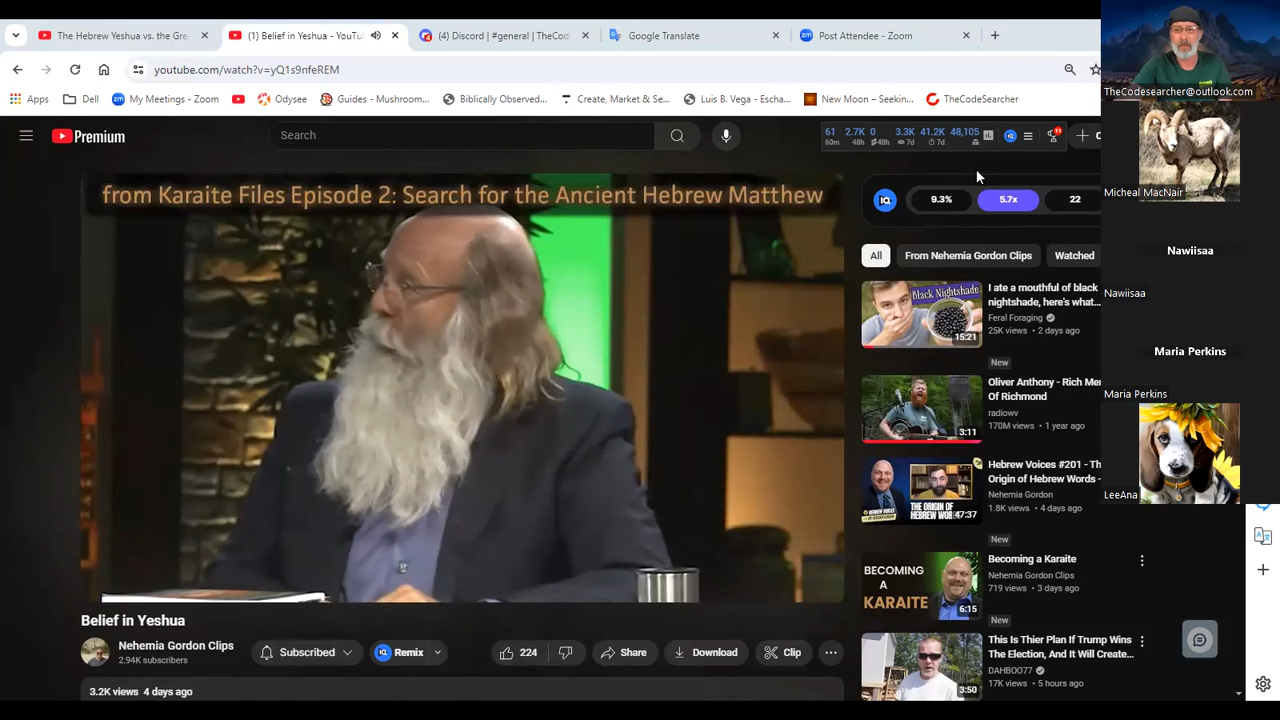 The Hebrew Yeshua vs. the Gre
(1) Belief in Yeshua - YouTu
(4) Discord | #general | TheCod
Google Translate
Post Attendee - Zoom
youtube.com/watch?v=yQ1s9nfeREM
Apps
Dell
My Meetings - Zoom
Odysee
Guides - Mushroom...
Biblically Observed...
Create, Market & Se...
Luis B. Vega - Escha...
New Moon – Seekin...
TheCodeSearcher
TheCodesearcher@outlook.com
Premium
Search
61 2.7K 0 3.3K 41.2K 48,105
60m 48h 48h 7d 7d
11
from Karaite Files Episode 2: Search for the Ancient Hebrew Matthew
IQ
9.3%
5.7x
22
All
From Nehemia Gordon Clips
Watched
Micheal MacNair
Nawiisaa
Nawiisaa
Maria Perkins
Maria Perkins
LeeAna
Black Nightshade
15:21
I ate a mouthful of black
nightshade, here's what...
Feral Foraging
25K views • 2 days ago
New
3:11
Oliver Anthony - Rich Men
Of Richmond
radiowv
170M views • 1 year ago
THE ORIGIN OF
HEBREW WOR
47:37
Hebrew Voices #201 - Th
Origin of Hebrew Words -
Nehemia Gordon
1.8K views • 4 days ago
New
BECOMING
A
KARAITE
6:15
Becoming a Karaite
Nehemia Gordon Clips
719 views • 3 days ago
New
3:50
This Is Thier Plan If Trump Wins
The Election, And It Will Create...
DAHBOO77
17K views • 5 hours ago
Belief in Yeshua
Nehemia Gordon Clips
2.94K subscribers
Subscribed
IQ Remix
224
Share
Download
Clip
3.2K views 4 days ago